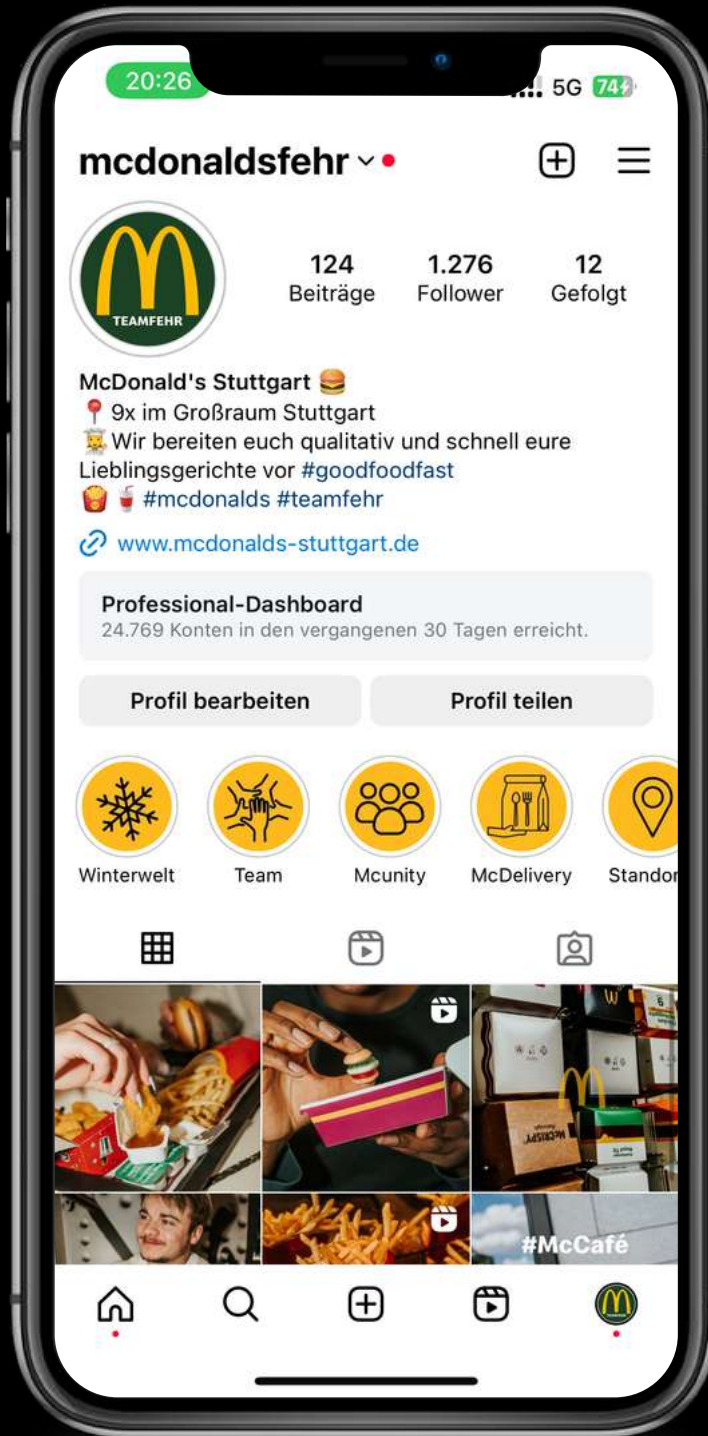 20:26
5G 74
mcdonaldsfehr
TEAMFEHR
124 1.276 12
Beiträge Follower Gefolgt
McDonald's Stuttgart 🍔
📍 9x im Großraum Stuttgart
👩‍🍳Wir bereiten euch qualitativ und schnell eure
Lieblingsgerichte vor #goodfoodfast
🍟🥤 #mcdonalds #teamfehr
www.mcdonalds-stuttgart.de
Professional-Dashboard
24.769 Konten in den vergangenen 30 Tagen erreicht.
Profil bearbeiten Profil teilen
Winterwelt Team Mcunity McDelivery Standor
McCRISPY
#McCafé